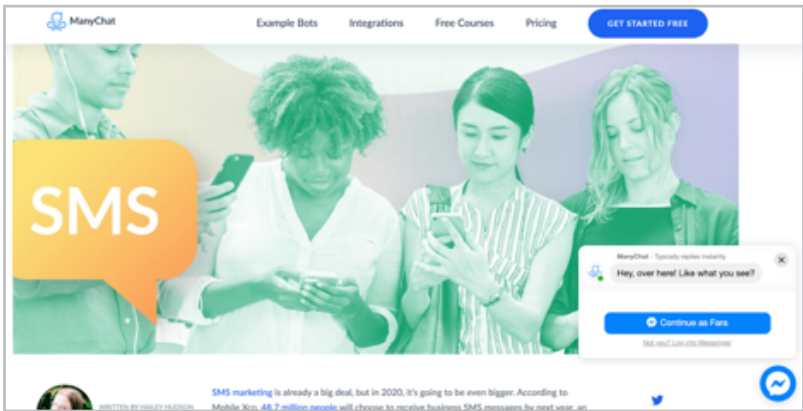 ManyChat
Example Bots
Integrations
Free Courses
Pricing
GET STARTED FREE
SMS
ManyChat · Typically replies instantly
Hey, over here! Like what you see?
Continue as Fara
Not you? Log into Messenger
SMS marketing is already a big deal, but in 2020, it's going to be even bigger. According to
WRITTEN BY HAILEY HUDSON
Mobile Xco, 48.7 million people will choose to receive business SMS messages by next year, an